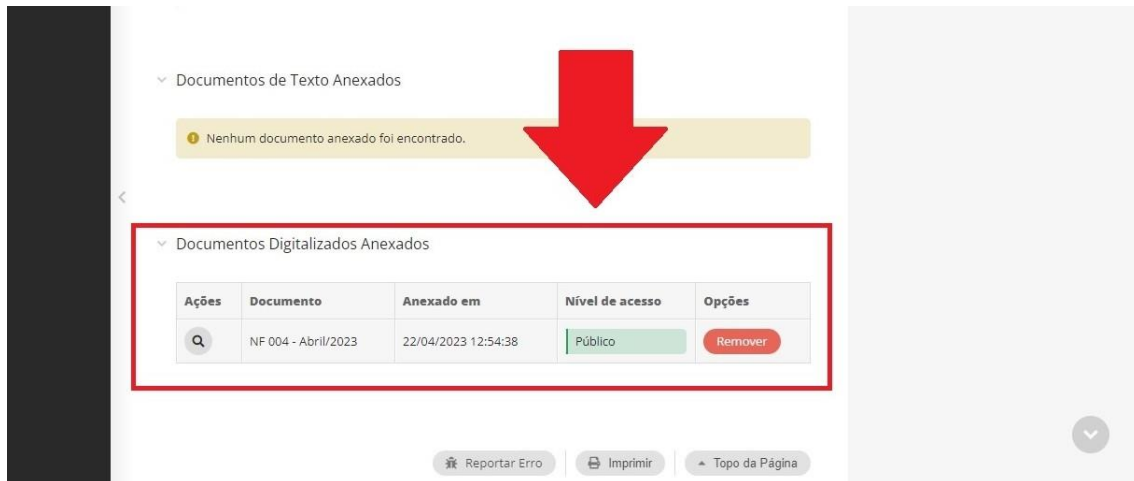 Documentos de Texto Anexados
Nenhum documento anexado foi encontrado.
Documentos Digitalizados Anexados
Ações Documento Anexado em Nível de acesso Opções
NF 004 - Abril/2023 22/04/2023 12:54:38 Público Remover
Reportar Erro Imprimir Topo da Página